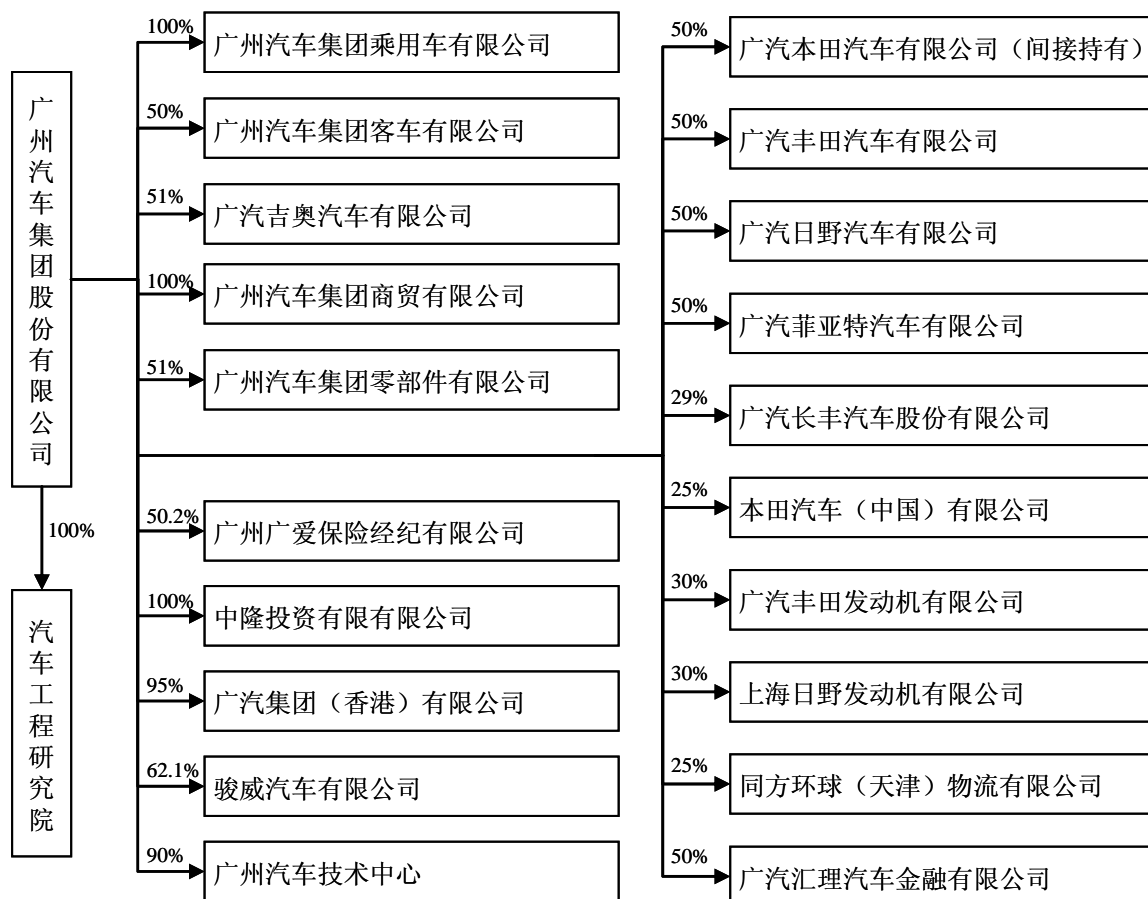 广州汽车集团股份有限公司
100%
汽车工程研究院
100%
广州汽车集团乘用车有限公司
50%
广州汽车集团客车有限公司
51%
广汽吉奥汽车有限公司
100%
广州汽车集团商贸有限公司
51%
广州汽车集团零部件有限公司
50.2%
广州广爱保险经纪有限公司
100%
中隆投资有限有限公司
95%
广汽集团（香港）有限公司
62.1%
骏威汽车有限公司
90%
广州汽车技术中心
50%
广汽本田汽车有限公司（间接持有）
50%
广汽丰田汽车有限公司
50%
广汽日野汽车有限公司
50%
广汽菲亚特汽车有限公司
29%
广汽长丰汽车股份有限公司
25%
本田汽车（中国）有限公司
30%
广汽丰田发动机有限公司
30%
上海日野发动机有限公司
25%
同方环球（天津）物流有限公司
50%
广汽汇理汽车金融有限公司